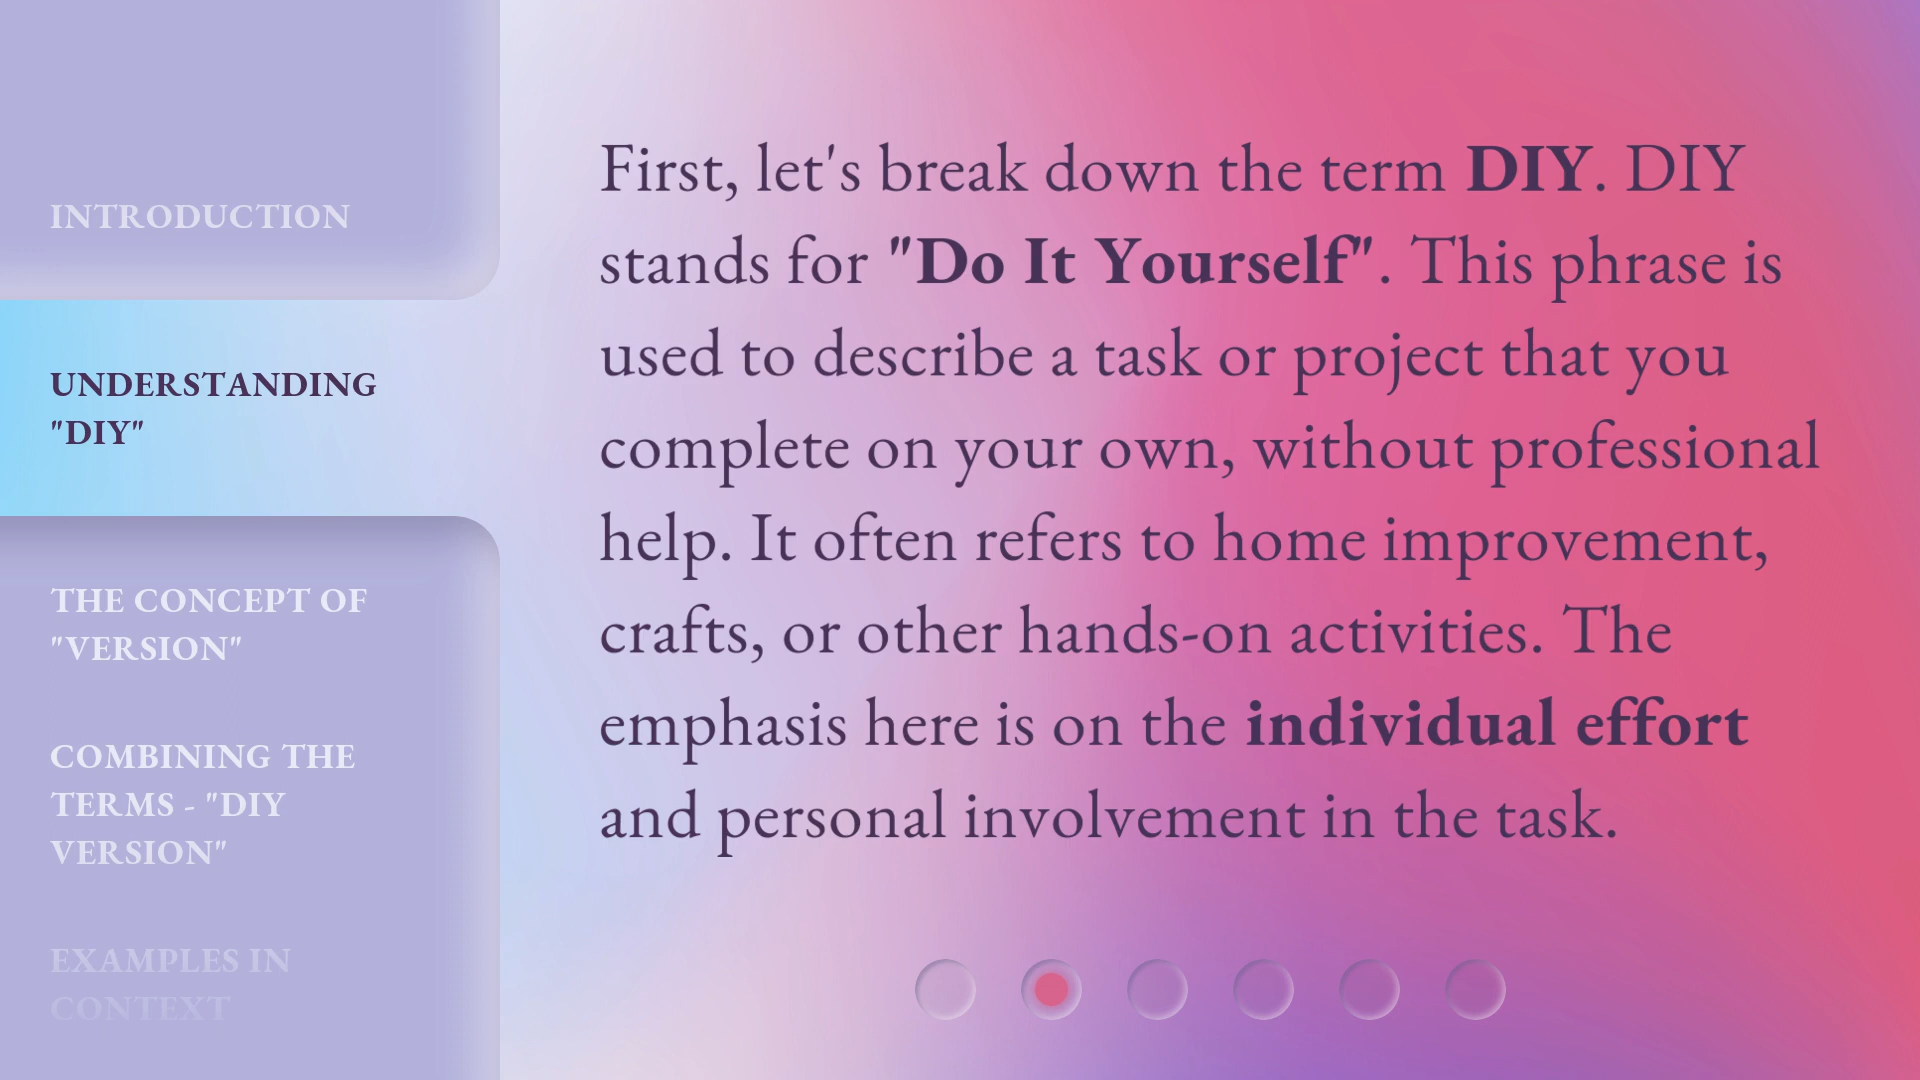 INTRODUCTION
UNDERSTANDING
"DIY"
THE CONCEPT OF
"VERSION"
COMBINING THE
TERMS - "DIY
VERSION"
EXAMPLES IN
CONTEXT
First, let's break down the term DIY. DIY
stands for "Do It Yourself". This phrase is
used to describe a task or project that you
complete on your own, without professional
help. It often refers to home improvement,
crafts, or other hands-on activities. The
emphasis here is on the individual effort
and personal involvement in the task.